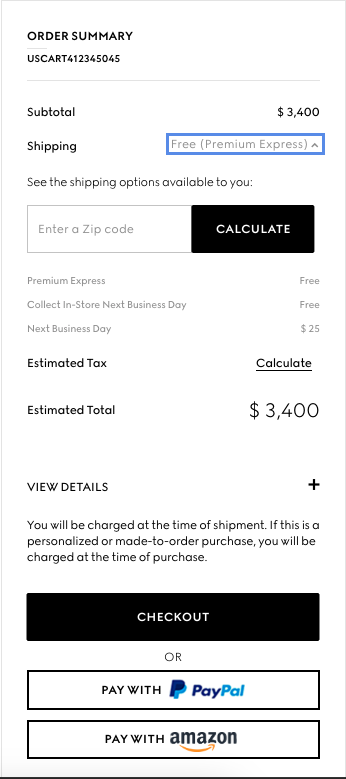 ORDER SUMMARY
USCART412345045
Subtotal $ 3,400
Shipping Free (Premium Express)
See the shipping options available to you:
Enter a Zip code CALCULATE
Premium Express Free
Collect In-Store Next Business Day Free
Next Business Day $ 25
Estimated Tax Calculate
Estimated Total $ 3,400
VIEW DETAILS +
You will be charged at the time of shipment. If this is a
personalized or made-to-order purchase, you will be
charged at the time of purchase.
CHECKOUT
OR
PAY WITH PayPal
PAY WITH amazon